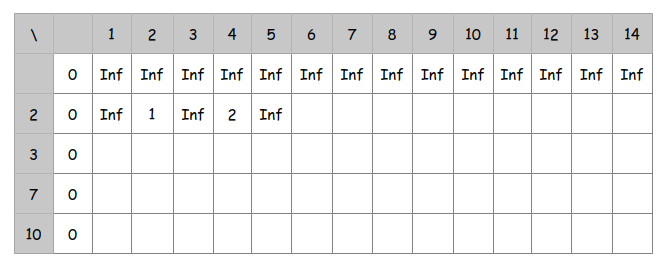 \ 1 2 3 4 5 6 7 8 9 10 11 12 13 14
0 Inf Inf Inf Inf Inf Inf Inf Inf Inf Inf Inf Inf Inf Inf
2 0 Inf 1 Inf 2 Inf
3 0
7 0
10 0